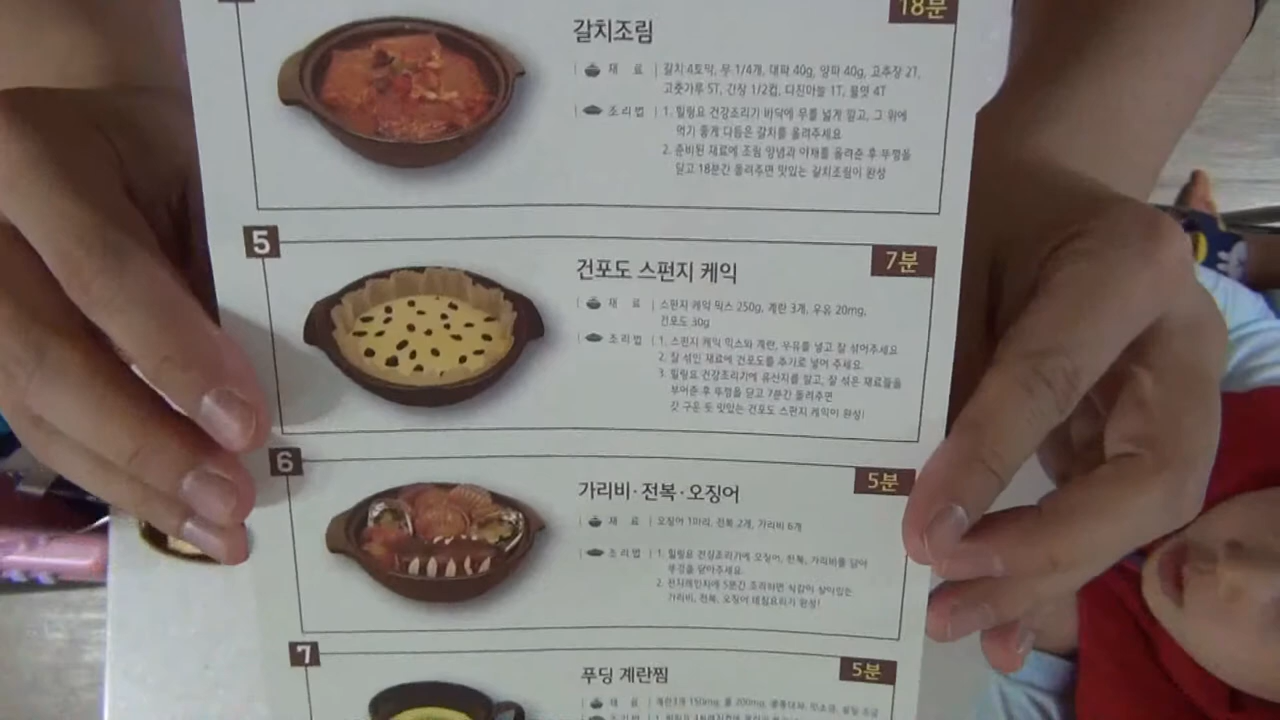 18분
갈치조림
재 료 | 갈치 4토막, 무 1/4개, 대파 40g, 양파 40g, 고추장 2T,
고춧가루 5T, 간장 1/2컵, 다진마늘 1T, 물엿 4T
조리법 | 1. 힐링요 건강조리기 바닥에 무를 넓게 깔고, 그 위에
먹기 좋게 다듬은 갈치를 올려주세요
2. 준비된 재료에 조림 양념과 야채를 올려준 후 뚜껑을
닫고 18분간 돌려주면 맛있는 갈치조림이 완성
5
7분
건포도 스펀지 케익
재 료 | 스펀지 케익 믹스 250g, 계란 3개, 우유 20mg,
건포도 30g
조리법 | 1. 스펀지 케익 믹스와 계란, 우유를 넣고 잘 섞어주세요
2. 잘 섞인 재료에 건포도를 추가로 넣어 주세요.
3. 힐링요 건강조리기에 유산지를 깔고, 잘 섞은 재료들을
부어준 후 뚜껑을 닫고 7분간 돌려주면
갓 구운 듯 맛있는 건포도 스펀지 케익이 완성!
6
5분
가리비·전복·오징어
재 료 | 오징어 1마리, 전복 2개, 가리비 6개
조리법 | 1. 힐링요 건강조리기에 오징어, 전복, 가리비를 담아
뚜껑을 닫아주세요.
2. 전자레인지에 5분간 조리하면 식감이 살아있는
가리비, 전복, 오징어 데침요리가 완성!
7
5분
푸딩 계란찜
재 료 | 계란3개 150mg, 물 200mg,